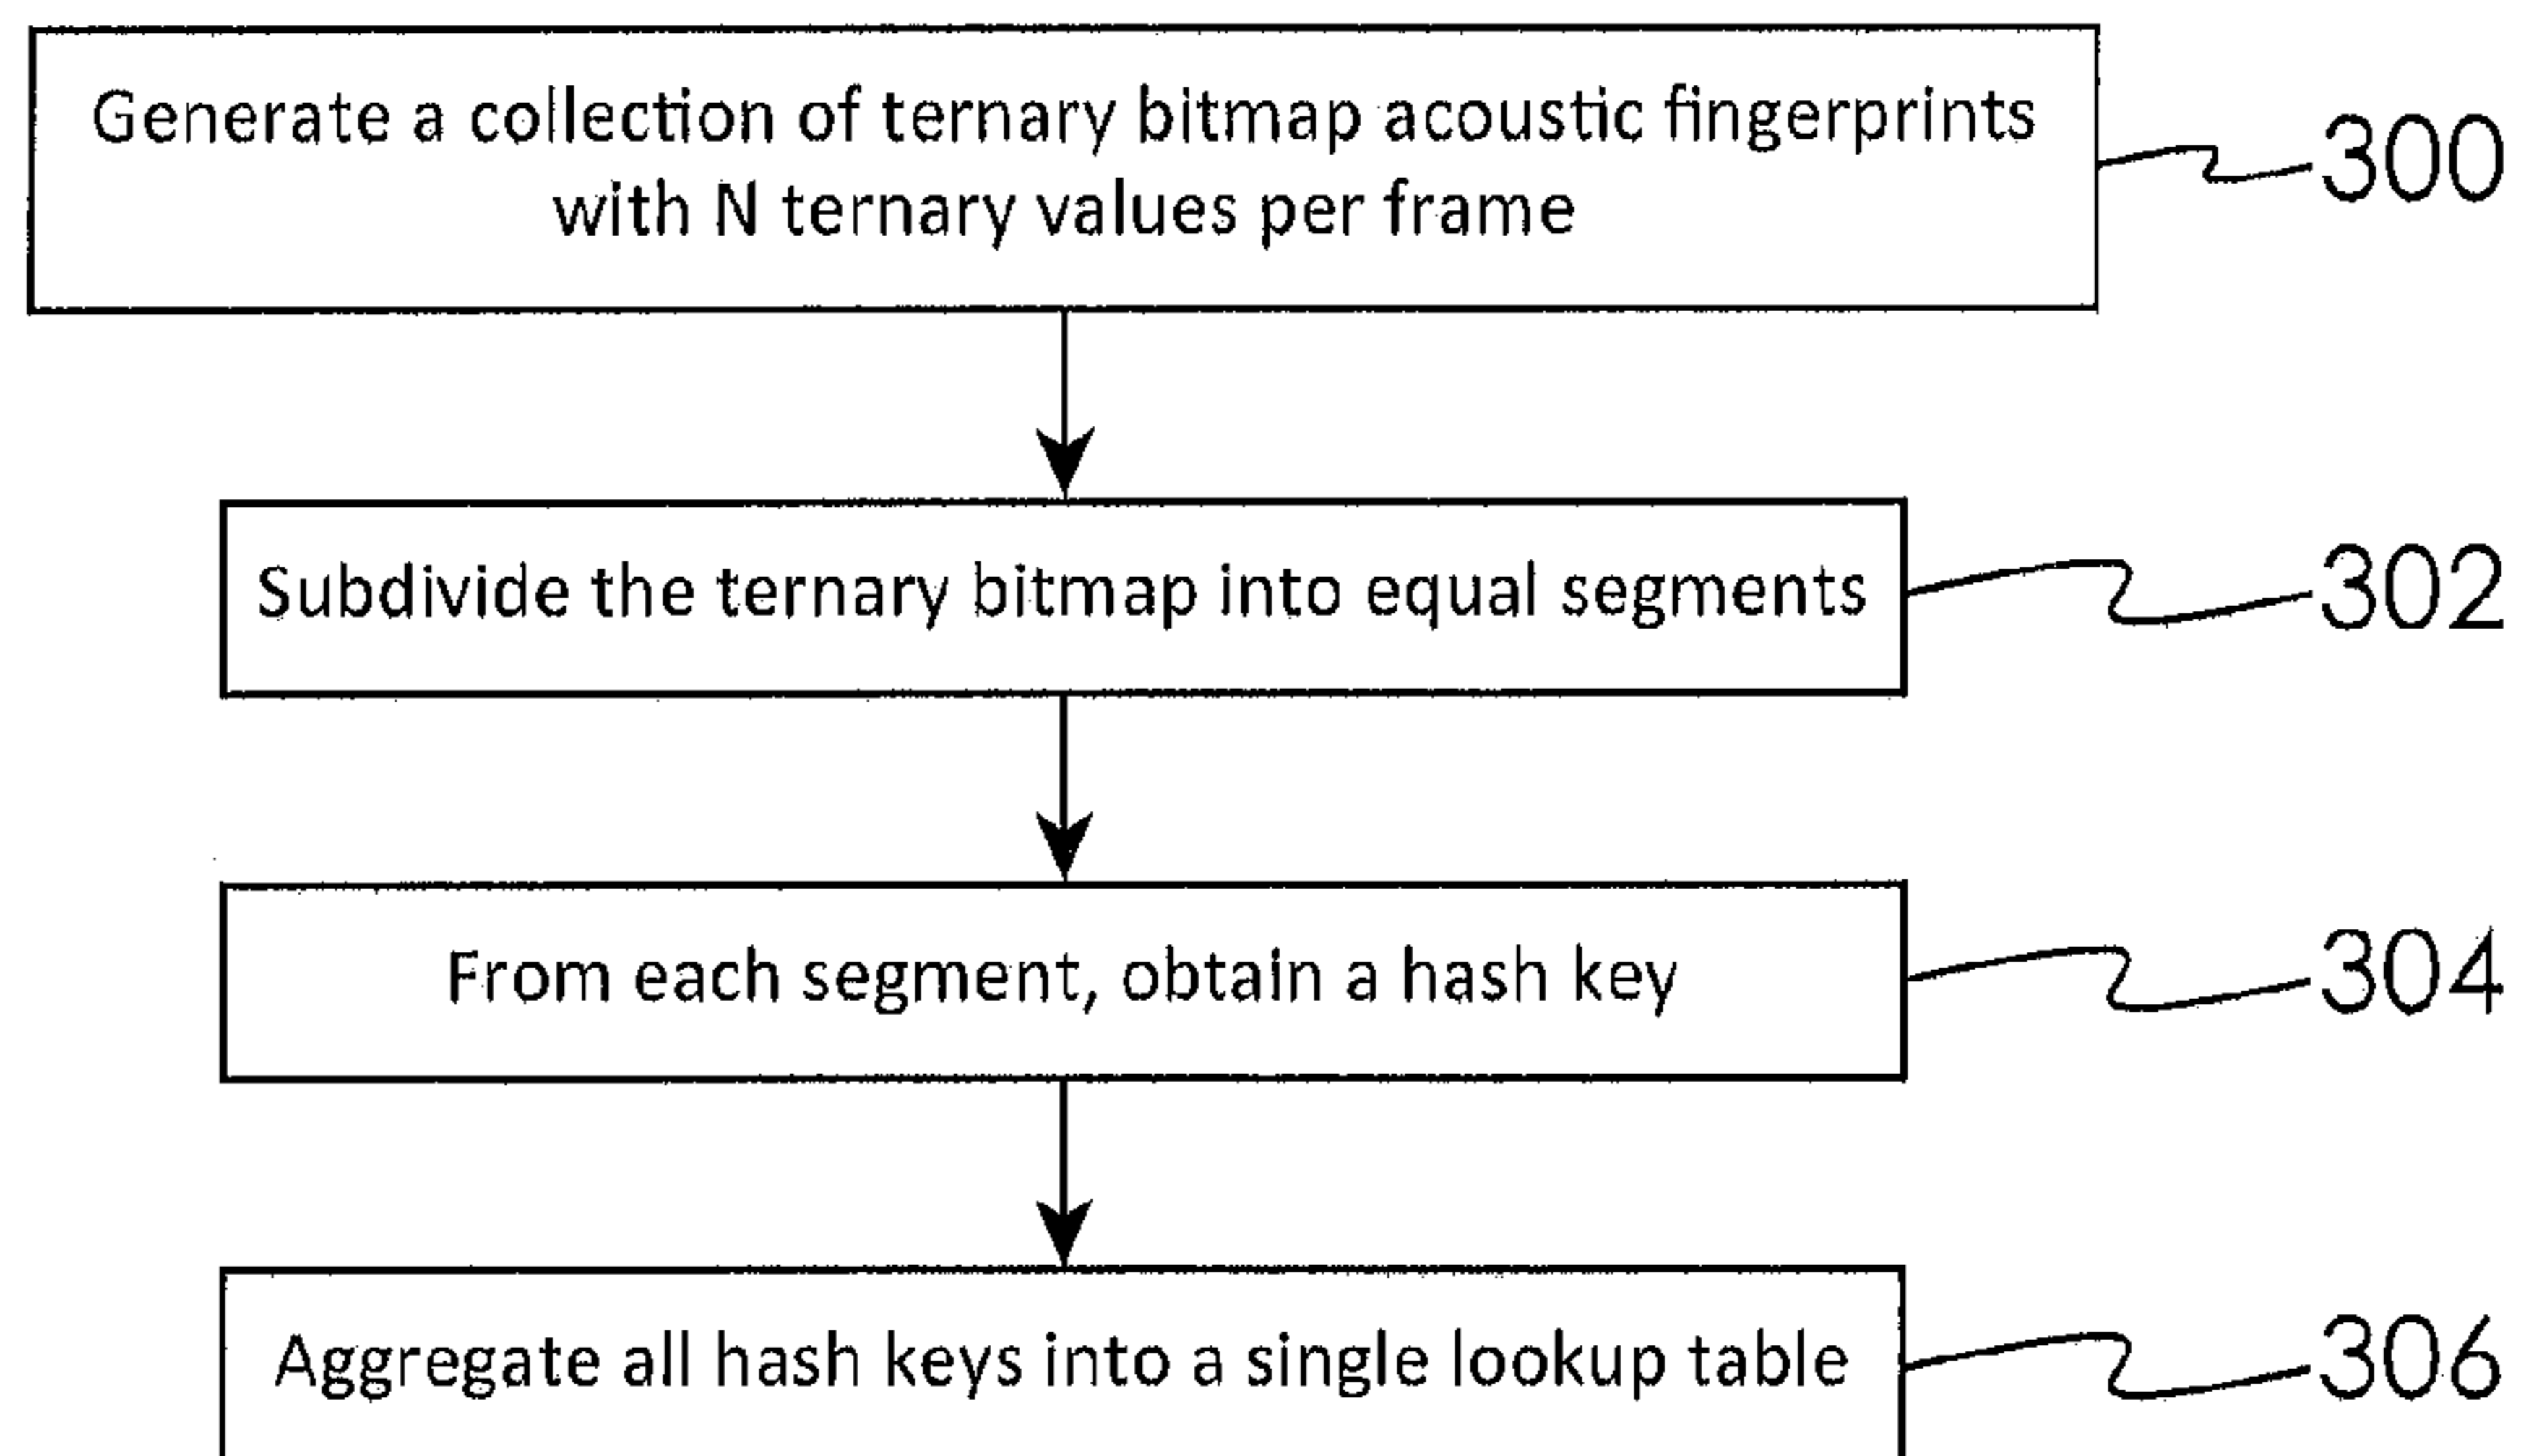 Generate a collection of ternary bitmap acoustic fingerprints
with N ternary values per frame
300
Subdivide the ternary bitmap into equal segments
302
From each segment, obtain a hash key
304
Aggregate all hash keys into a single lookup table
306